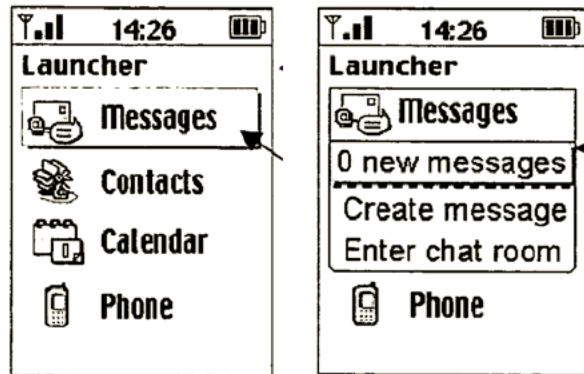 14:26
Launcher
Messages
Contacts
Calendar
Phone
14:26
Launcher
Messages
0 new messages
Create message
Enter chat room
Phone